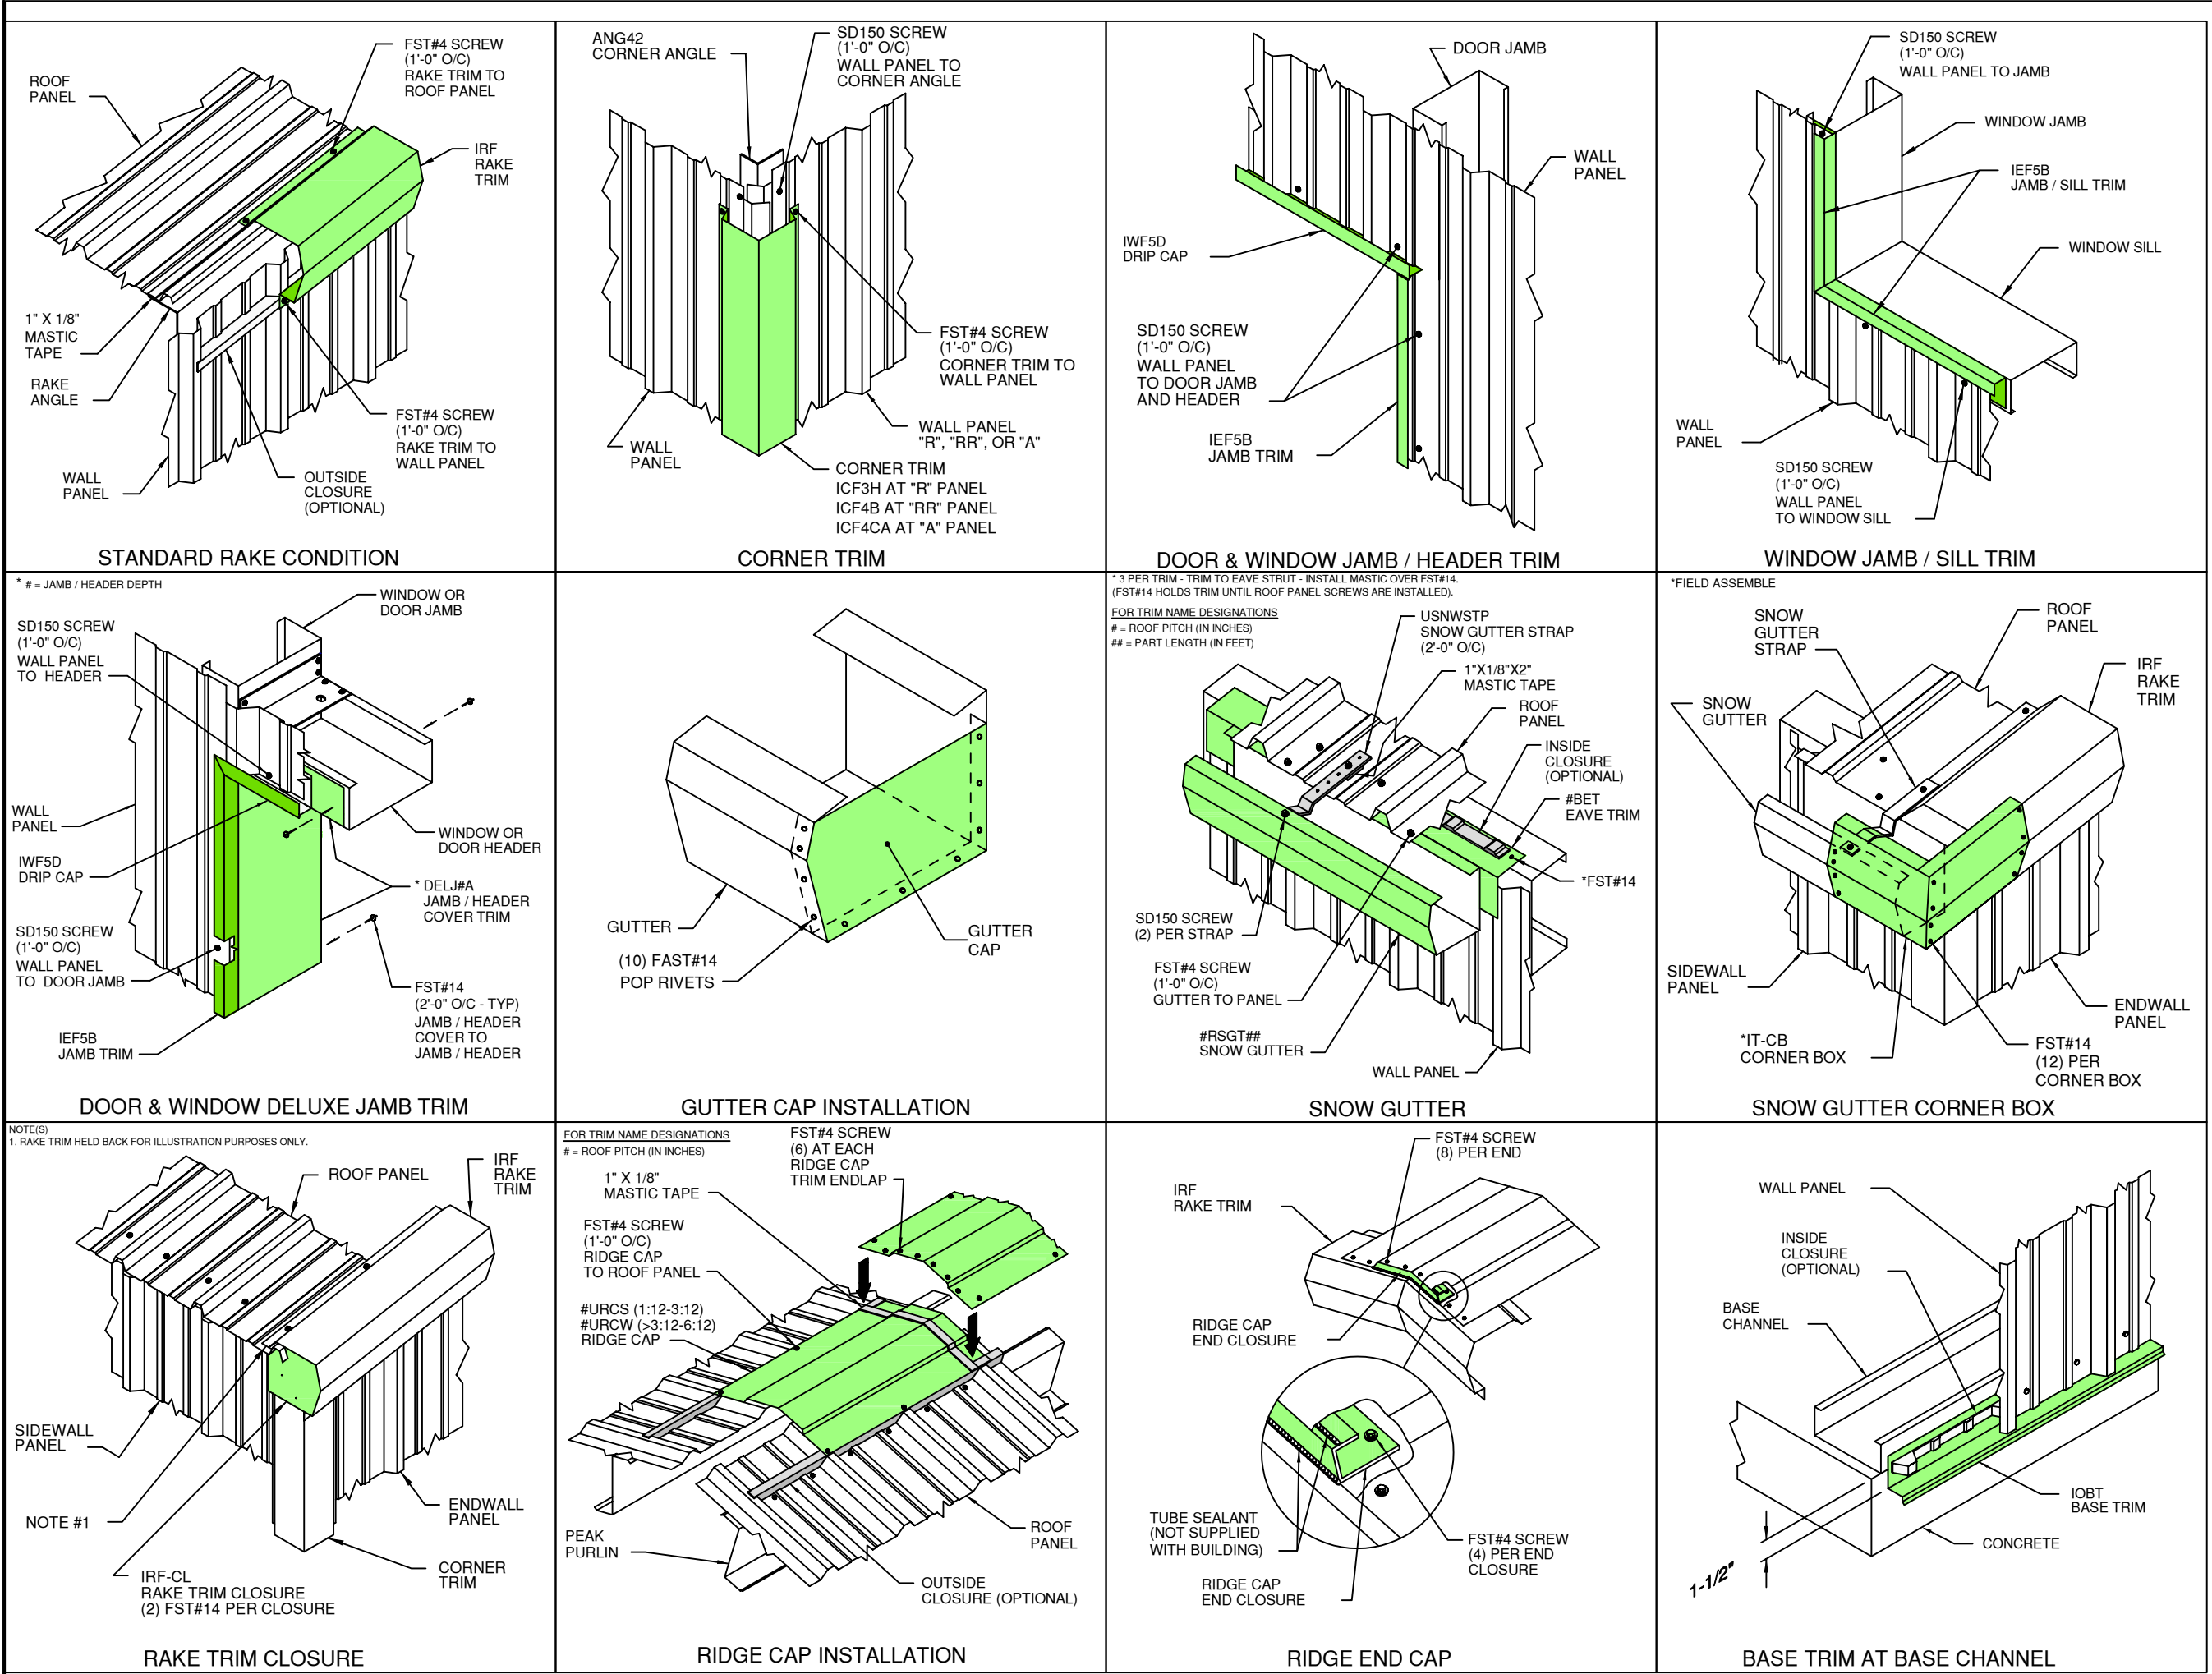 ROOF
PANEL
FST#4 SCREW
(1'-0" O/C)
RAKE TRIM TO
ROOF PANEL
IRF
RAKE
TRIM
1" X 1/8"
MASTIC
TAPE
RAKE
ANGLE
WALL
PANEL
OUTSIDE
CLOSURE
(OPTIONAL)
FST#4 SCREW
(1'-0" O/C)
RAKE TRIM TO
WALL PANEL
STANDARD RAKE CONDITION
ANG42
CORNER ANGLE
SD150 SCREW
(1'-0" O/C)
WALL PANEL TO
CORNER ANGLE
FST#4 SCREW
(1'-0" O/C)
CORNER TRIM TO
WALL PANEL
WALL
PANEL
WALL PANEL
"R", "RR", OR "A"
CORNER TRIM
ICF3H AT "R" PANEL
ICF4B AT "RR" PANEL
ICF4CA AT "A" PANEL
CORNER TRIM
DOOR JAMB
WALL
PANEL
IWF5D
DRIP CAP
SD150 SCREW
(1'-0" O/C)
WALL PANEL
TO DOOR JAMB
AND HEADER
IEF5B
JAMB TRIM
DOOR & WINDOW JAMB / HEADER TRIM
SD150 SCREW
(1'-0" O/C)
WALL PANEL TO JAMB
WINDOW JAMB
IEF5B
JAMB / SILL TRIM
WINDOW SILL
WALL
PANEL
SD150 SCREW
(1'-0" O/C)
WALL PANEL
TO WINDOW SILL
WINDOW JAMB / SILL TRIM
* # = JAMB / HEADER DEPTH
WINDOW OR
DOOR JAMB
SD150 SCREW
(1'-0" O/C)
WALL PANEL
TO HEADER
WALL
PANEL
IWF5D
DRIP CAP
WINDOW OR
DOOR HEADER
* DELJ#A
JAMB / HEADER
COVER TRIM
SD150 SCREW
(1'-0" O/C)
WALL PANEL
TO DOOR JAMB
FST#14
(2'-0" O/C - TYP)
JAMB / HEADER
COVER TO
JAMB / HEADER
IEF5B
JAMB TRIM
DOOR & WINDOW DELUXE JAMB TRIM
GUTTER
(10) FAST#14
POP RIVETS
GUTTER
CAP
GUTTER CAP INSTALLATION
* 3 PER TRIM - TRIM TO EAVE STRUT - INSTALL MASTIC OVER FST#14.
(FST#14 HOLDS TRIM UNTIL ROOF PANEL SCREWS ARE INSTALLED).
FOR TRIM NAME DESIGNATIONS
# = ROOF PITCH (IN INCHES)
## = PART LENGTH (IN FEET)
USNWSTP
SNOW GUTTER STRAP
(2'-0" O/C)
1"X1/8"X2"
MASTIC TAPE
ROOF
PANEL
INSIDE
CLOSURE
(OPTIONAL)
#BET
EAVE TRIM
*FST#14
SD150 SCREW
(2) PER STRAP
FST#4 SCREW
(1'-0" O/C)
GUTTER TO PANEL
#RSGT##
SNOW GUTTER
WALL PANEL
SNOW GUTTER
*FIELD ASSEMBLE
SNOW
GUTTER
STRAP
ROOF
PANEL
IRF
RAKE
TRIM
SNOW
GUTTER
SIDEWALL
PANEL
*IT-CB
CORNER BOX
ENDWALL
PANEL
FST#14
(12) PER
CORNER BOX
SNOW GUTTER CORNER BOX
NOTE(S)
1. RAKE TRIM HELD BACK FOR ILLUSTRATION PURPOSES ONLY.
ROOF PANEL
IRF
RAKE
TRIM
SIDEWALL
PANEL
NOTE #1
ENDWALL
PANEL
CORNER
TRIM
IRF-CL
RAKE TRIM CLOSURE
(2) FST#14 PER CLOSURE
RAKE TRIM CLOSURE
FOR TRIM NAME DESIGNATIONS
# = ROOF PITCH (IN INCHES)
FST#4 SCREW
(6) AT EACH
RIDGE CAP
TRIM ENDLAP
1" X 1/8"
MASTIC TAPE
FST#4 SCREW
(1'-0" O/C)
RIDGE CAP
TO ROOF PANEL
#URCS (1:12-3:12)
#URCW (>3:12-6:12)
RIDGE CAP
PEAK
PURLIN
ROOF
PANEL
OUTSIDE
CLOSURE (OPTIONAL)
RIDGE CAP INSTALLATION
FST#4 SCREW
(8) PER END
IRF
RAKE TRIM
RIDGE CAP
END CLOSURE
TUBE SEALANT
(NOT SUPPLIED
WITH BUILDING)
FST#4 SCREW
(4) PER END
CLOSURE
RIDGE CAP
END CLOSURE
RIDGE END CAP
WALL PANEL
INSIDE
CLOSURE
(OPTIONAL)
BASE
CHANNEL
IOBT
BASE TRIM
CONCRETE
1-1/2"
BASE TRIM AT BASE CHANNEL